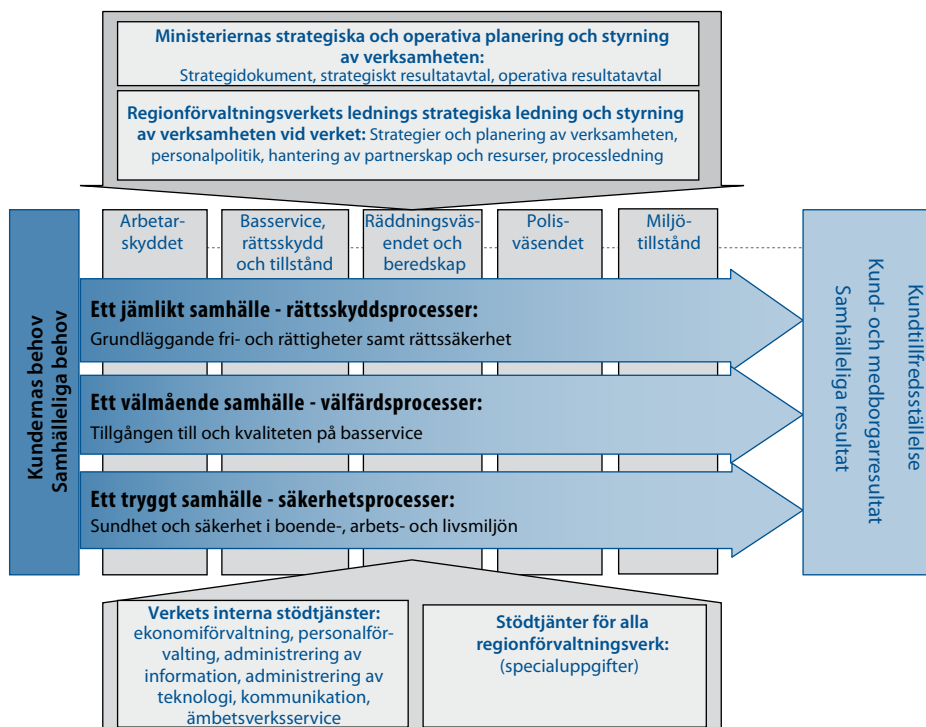 Ministeriernas strategiska och operativa planering och styrning
av verksamheten:
Strategidokument, strategiskt resultatavtal, operativa resultatavtal
Regionförvaltningsverkets lednings strategiska ledning och styrning
av verksamheten vid verket: Strategier och planering av verksamheten,
personalpolitik, hantering av partnerskap och resurser, processledning
Arbetar-
skyddet
Basservice,
rättsskydd
och tillstånd
Räddningsväs-
endet och
beredskap
Polis-
väsendet
Miljö-
tillstånd
Kundernas behov
Samhälleliga behov
Ett jämlikt samhälle - rättsskyddsprocesser:
Grundläggande fri- och rättigheter samt rättssäkerhet
Ett välmående samhälle - välfärdsprocesser:
Tillgången till och kvaliteten på basservice
Ett tryggt samhälle - säkerhetsprocesser:
Sundhet och säkerhet i boende-, arbets- och livsmiljön
Kundtillfredsställelse
Kund- och medborgarresultat
Samhälleliga resultat
Verkets interna stödtjänster:
ekonomiförvaltning, personalför-
valting, administrering av
information, administrering av
teknologi, kommunikation,
ämbetsverksservice
Stödtjänter för alla
regionförvaltningsverk:
(specialuppgifter)